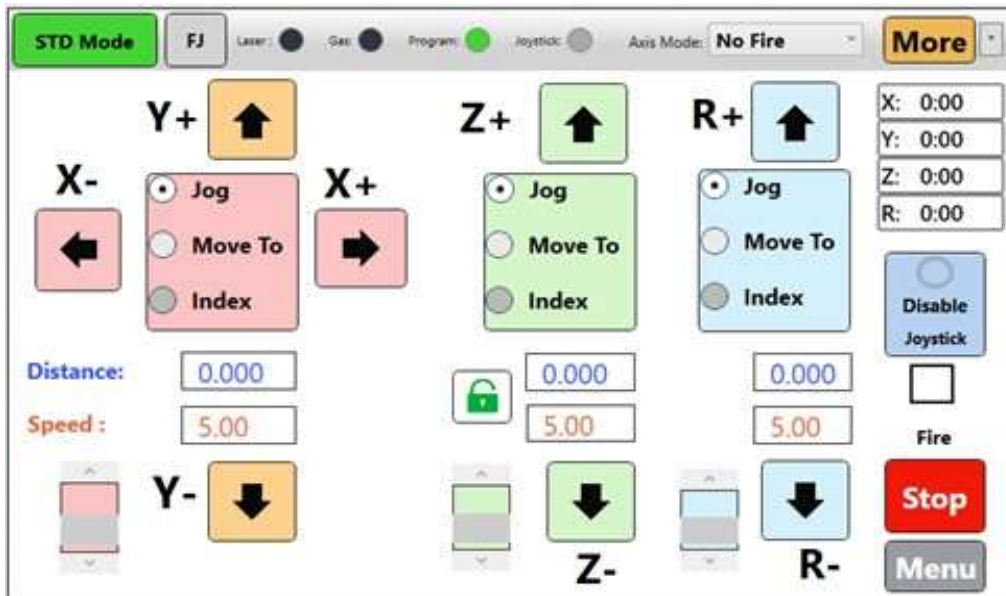 STD Mode FJ Laser: Gas: Program: Joystick: Axis Mode: No Fire More
Y+ Z+ R+
X: 0:00
Y: 0:00
Z: 0:00
R: 0:00
X- X+
Jog Jog Jog
Move To Move To Move To
Index Index Index
Disable
Joystick
Distance: 0.000 0.000 0.000
Speed : 5.00 5.00 5.00
Fire
Y- Z- R-
Stop
Menu